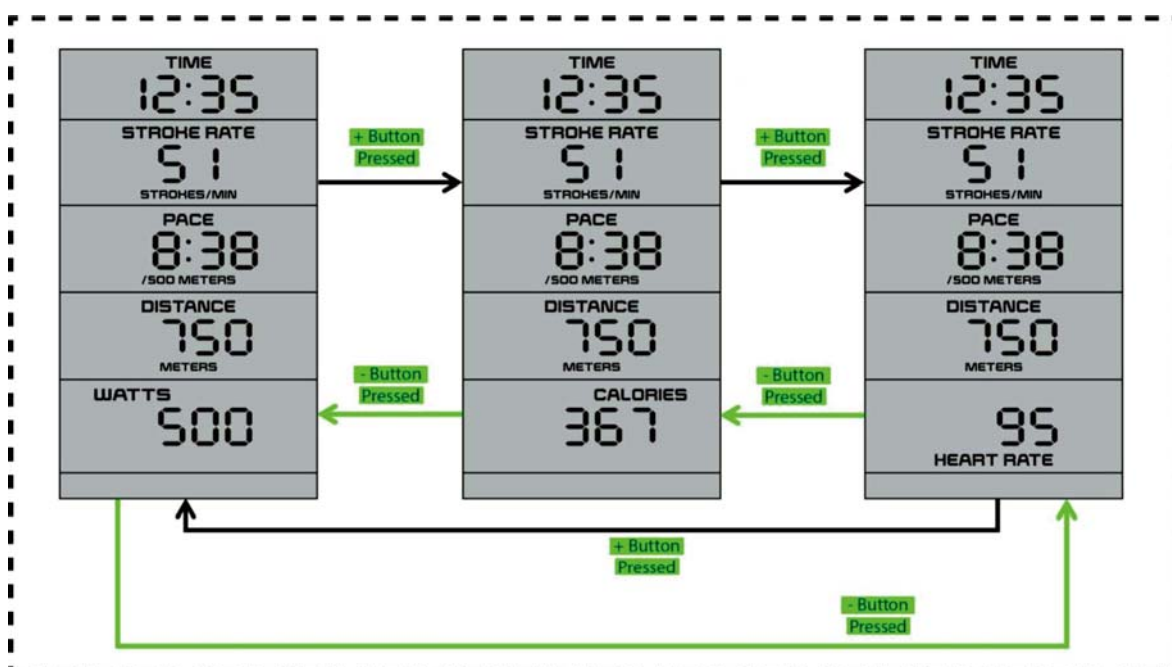 TIME
12:35
STROKE RATE
51
STROKES/MIN
PACE
8:38
/500 METERS
DISTANCE
750
METERS
WATTS
500
+ Button
Pressed
- Button
Pressed
TIME
12:35
STROKE RATE
51
STROKES/MIN
PACE
8:38
/500 METERS
DISTANCE
750
METERS
CALORIES
367
+ Button
Pressed
- Button
Pressed
TIME
12:35
STROKE RATE
51
STROKES/MIN
PACE
8:38
/500 METERS
DISTANCE
750
METERS
95
HEART RATE
+ Button
Pressed
- Button
Pressed